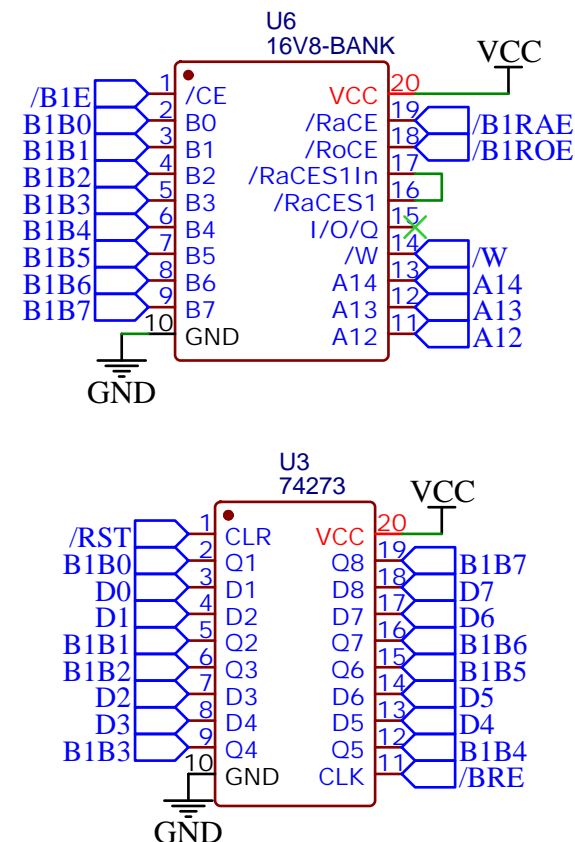 U6
16V8-BANK
VCC
/B1E 1 /CE VCC 20
B1B0 2 B0 /RaCE 19 /B1RAE
B1B1 3 B1 /RoCE 18 /B1ROE
B1B2 4 B2 /RaCES1In 17
B1B3 5 B3 /RaCES1 16
B1B4 6 B4 I/O/Q 15
B1B5 7 B5 /W 14 /W
B1B6 8 B6 A14 13 A14
B1B7 9 B7 A13 12 A13
10 GND A12 11 A12
GND
U3
74273
VCC
/RST 1 CLR VCC 20
B1B0 2 Q1 Q8 19 B1B7
D0 3 D1 D8 18 D7
D1 4 D2 D7 17 D6
B1B1 5 Q2 Q7 16 B1B6
B1B2 6 Q3 Q6 15 B1B5
D2 7 D3 D6 14 D5
D3 8 D4 D5 13 D4
B1B3 9 Q4 Q5 12 B1B4
10 GND CLK 11 /BRE
GND